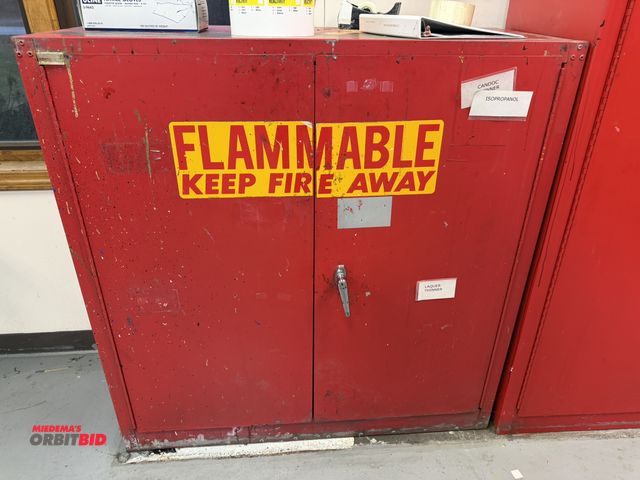 FLAMMABLE
KEEP FIRE AWAY
ISOPROPANOL
LAQUER
THINNER
MIEDEMA'S
ORBITBID